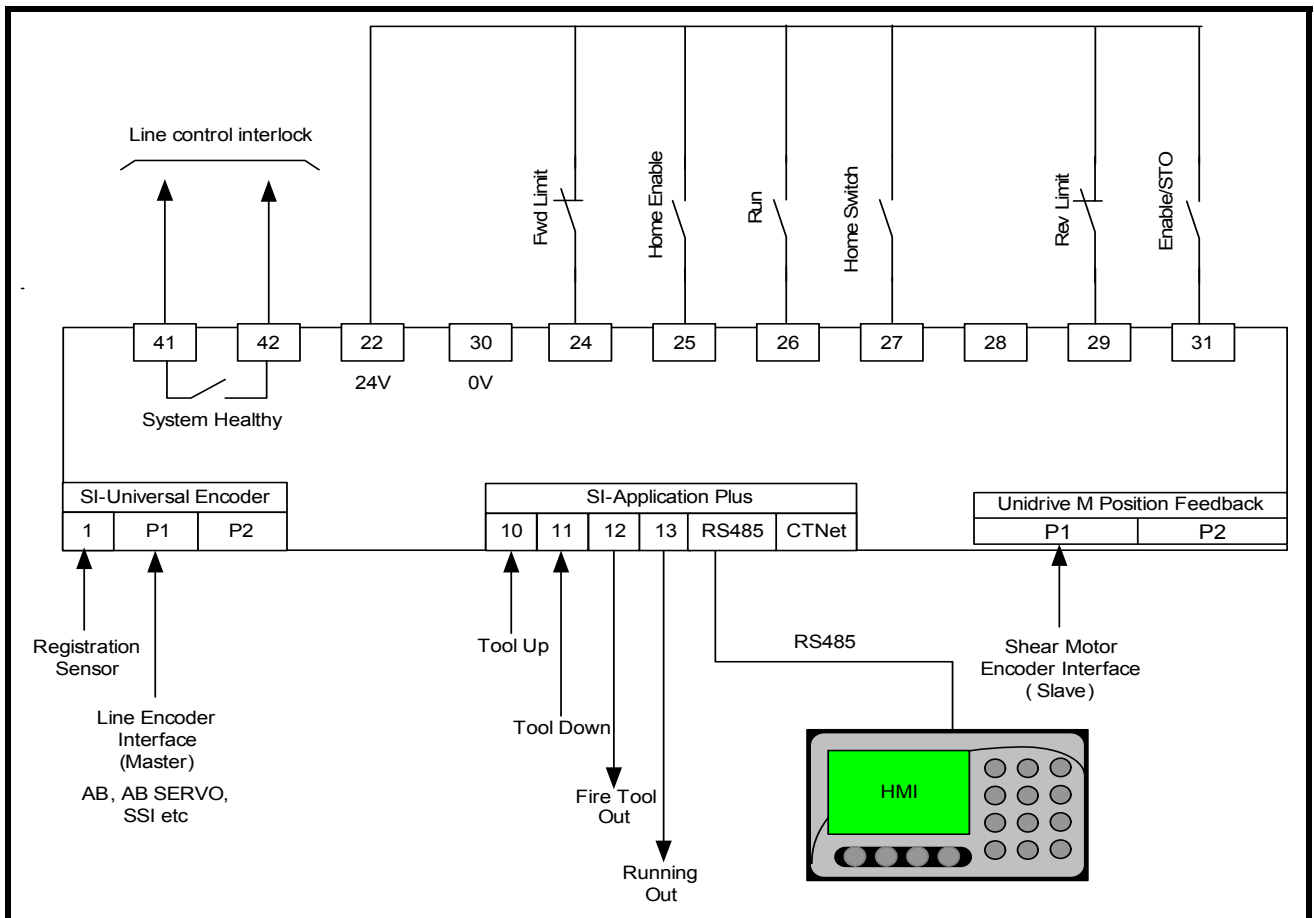 Line control interlock
Fwd Limit
Home Enable
Run
Home Switch
Rev Limit
Enable/STO
41
42
22
30
24
25
26
27
28
29
31
24V
0V
System Healthy
SI-Universal Encoder
1
P1
P2
SI-Application Plus
10
11
12
13
RS485
CTNet
Unidrive M Position Feedback
P1
P2
Registration
Sensor
Line Encoder
Interface
(Master)
AB, AB SERVO,
SSI etc
Tool Up
Tool Down
Fire Tool
Out
Running
Out
RS485
Shear Motor
Encoder Interface
( Slave)
HMI